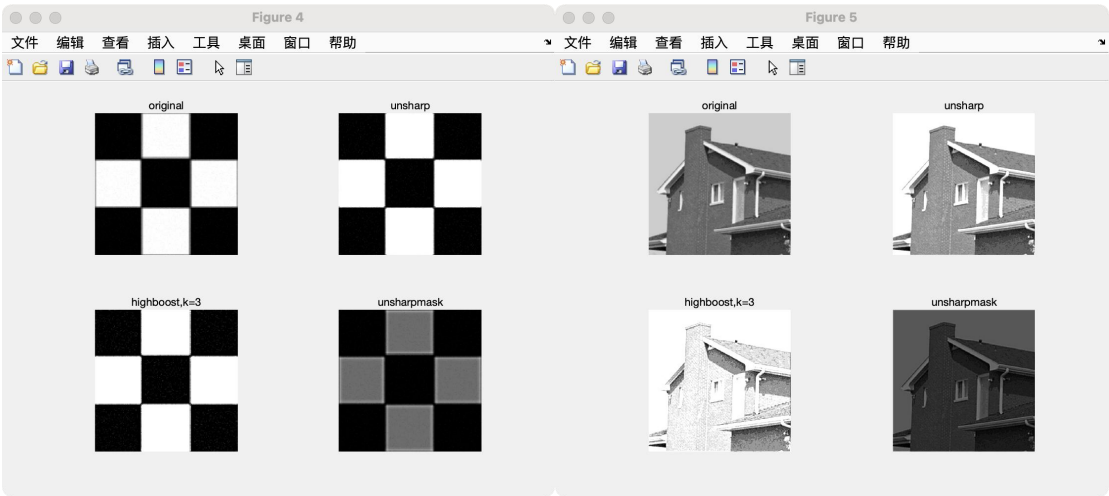 Figure 4
文件 编辑 查看 插入 工具 桌面 窗口 帮助
original unsharp
highboost,k=3 unsharpmask
Figure 5
文件 编辑 查看 插入 工具 桌面 窗口 帮助
original unsharp
highboost,k=3 unsharpmask